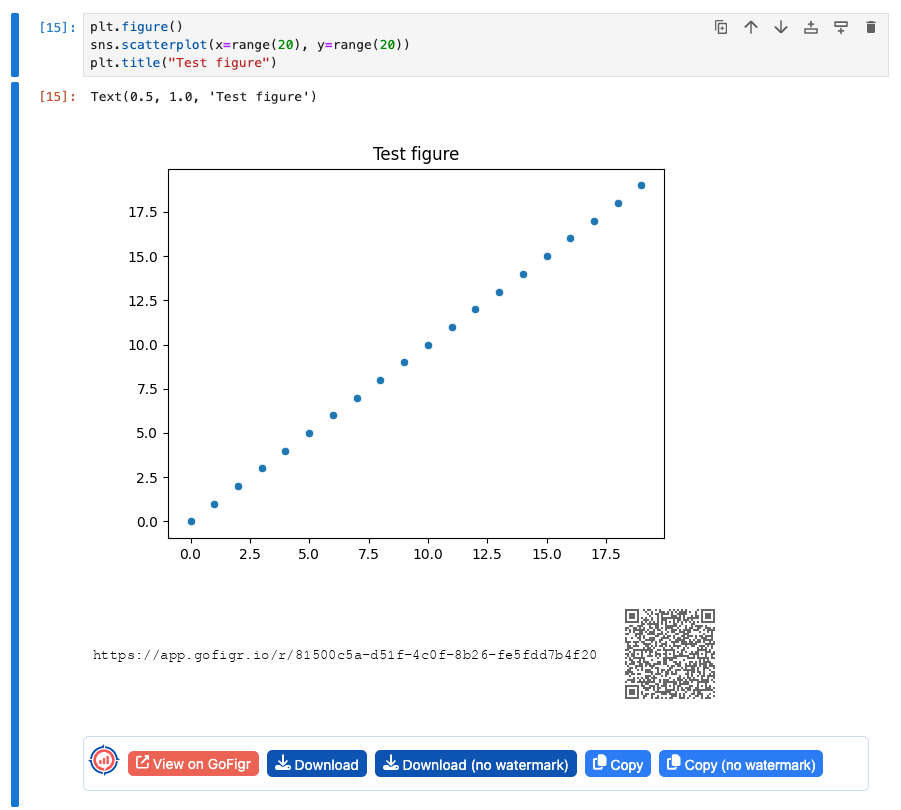 [15]: plt.figure()
sns.scatterplot(x=range(20), y=range(20))
plt.title("Test figure")
[15]: Text(0.5, 1.0, 'Test figure')
Test figure
17.5
15.0
12.5
10.0
7.5
5.0
2.5
0.0
0.0 2.5 5.0 7.5 10.0 12.5 15.0 17.5
https://app.gofigr.io/r/81500c5a-d51f-4c0f-8b26-fe5fdd7b4f20
View on GoFigr Download Download (no watermark) Copy Copy (no watermark)